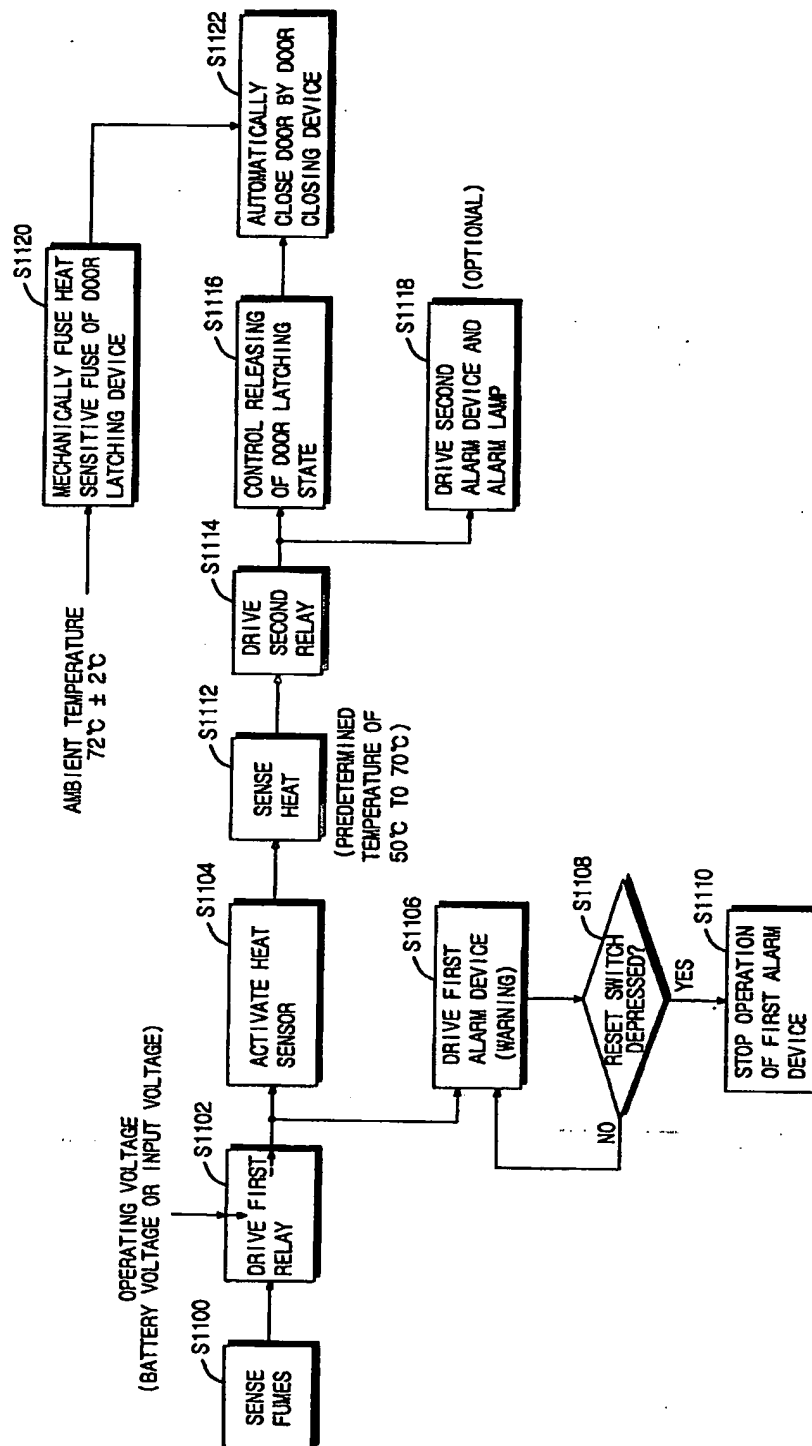 OPERATING VOLTAGE
(BATTERY VOLTAGE OR INPUT VOLTAGE)
S1100
SENSE
FUMES
S1102
DRIVE FIRST
RELAY
S1104
ACTIVATE HEAT
SENSOR
S1106
DRIVE FIRST
ALARM DEVICE
(WARNING)
S1108
RESET SWITCH
DEPRESSED?
NO
YES
S1110
STOP OPERATION
OF FIRST ALARM
DEVICE
S1112
SENSE
HEAT
(PREDETERMINED
TEMPERATURE OF
50℃ TO 70℃)
S1114
DRIVE
SECOND
RELAY
S1116
CONTROL RELEASING
OF DOOR LATCHING
STATE
S1118
(OPTIONAL)
DRIVE SECOND
ALARM DEVICE AND
ALARM LAMP
AMBIENT TEMPERATURE
72℃ ± 2℃
S1120
MECHANICALLY FUSE HEAT
SENSITIVE FUSE OF DOOR
LATCHING DEVICE
S1122
AUTOMATICALLY
CLOSE DOOR BY DOOR
CLOSING DEVICE